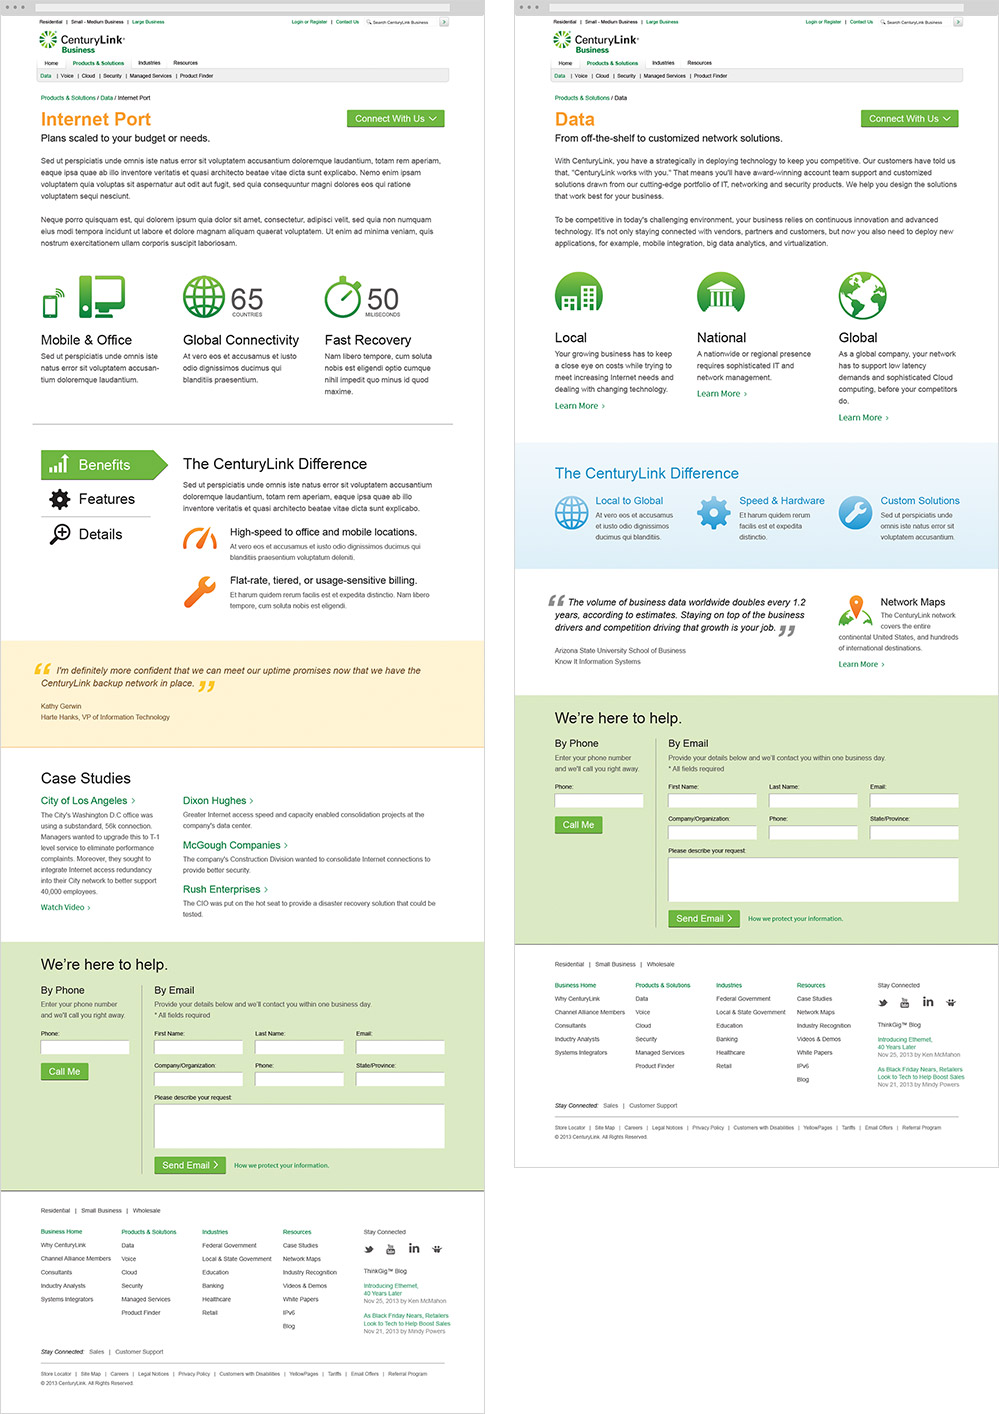 Residential | Small - Medium Business | Large Business
Login or Register | Contact Us Search CenturyLink Business
CenturyLink®
Business
Home Products & Solutions Industries Resources
Data | Voice | Cloud | Security | Managed Services | Product Finder
Products & Solutions / Data / Internet Port
Internet Port
Connect With Us
Plans scaled to your budget or needs.
Sed ut perspiciatis unde omnis iste natus error sit voluptatem accusantium doloremque laudantium, totam rem aperiam,
eaque ipsa quae ab illo inventore veritatis et quasi architecto beatae vitae dicta sunt explicabo. Nemo enim ipsam
voluptatem quia voluptas sit aspernatur aut odit aut fugit, sed quia consequuntur magni dolores eos qui ratione
voluptatem sequi nesciunt.
Neque porro quisquam est, qui dolorem ipsum quia dolor sit amet, consectetur, adipisci velit, sed quia non numquam
eius modi tempora incidunt ut labore et dolore magnam aliquam quaerat voluptatem. Ut enim ad minima veniam, quis
nostrum exercitationem ullam corporis suscipit laboriosam.
65
COUNTRIES
50
MILISECONDS
Mobile & Office
Sed ut perspiciatis unde omnis iste
natus error sit voluptatem accusan-
tium doloremque laudantium.
Global Connectivity
At vero eos et accusamus et iusto
odio dignissimos ducimus qui
blanditiis praesentium.
Fast Recovery
Nam libero tempore, cum soluta
nobis est eligendi optio cumque
nihil impedit quo minus id quod
maxime.
Benefits
Features
Details
The CenturyLink Difference
Sed ut perspiciatis unde omnis iste natus error sit voluptatem accusantium
doloremque laudantium, totam rem aperiam, eaque ipsa quae ab illo
inventore veritatis et quasi architecto beatae vitae dicta sunt explicabo.
High-speed to office and mobile locations.
At vero eos et accusamus et iusto odio dignissimos ducimus qui
blanditiis praesentium voluptatum deleniti.
Flat-rate, tiered, or usage-sensitive billing.
Et harum quidem rerum facilis est et expedita distinctio. Nam libero
tempore, cum soluta nobis est eligendi.
“ I'm definitely more confident that we can meet our uptime promises now that we have the
CenturyLink backup network in place. ”
Kathy Gerwin
Harte Hanks, VP of Information Technology
Case Studies
City of Los Angeles >
The City's Washington D.C office was
using a substandard, 56k connection.
Managers wanted to upgrade this to T-1
level service to eliminate performance
complaints. Moreover, they sought to
integrate Internet access redundancy
into their City network to better support
40,000 employees.
Watch Video >
Dixon Hughes >
Greater Internet access speed and capacity enabled consolidation projects at the
company's data center.
McGough Companies >
The company's Construction Division wanted to consolidate Internet connections to
provide better security.
Rush Enterprises >
The CIO was put on the hot seat to provide a disaster recovery solution that could be
tested.
We're here to help.
By Phone
Enter your phone number
and we'll call you right away.
Phone:
Call Me
By Email
Provide your details below and we'll contact you within one business day.
* All fields required
First Name: Last Name: Email:
Company/Organization: Phone: State/Province:
Please describe your request:
Send Email > How we protect your information.
Residential | Small Business | Wholesale
Business Home
Why CenturyLink
Channel Alliance Members
Consultants
Industry Analysts
Systems Integrators
Products & Solutions
Data
Voice
Cloud
Security
Managed Services
Product Finder
Industries
Federal Government
Local & State Government
Education
Banking
Healthcare
Retail
Resources
Case Studies
Network Maps
Industry Recognition
Videos & Demos
White Papers
IPv6
Blog
Stay Connected
You Tube in
ThinkGig™ Blog
Introducing Ethernet,
40 Years Later
Nov 25, 2013 by Ken McMahon
As Black Friday Nears, Retailers
Look to Tech to Help Boost Sales
Nov 21, 2013 by Mindy Powers
Stay Connected: Sales | Customer Support
Store Locator | Site Map | Careers | Legal Notices | Privacy Policy | Customers with Disabilities | YellowPages | Tariffs | Email Offers | Referral Program
© 2013 CenturyLink. All Rights Reserved.
Residential | Small - Medium Business | Large Business
Login or Register | Contact Us Search CenturyLink Business
CenturyLink®
Business
Home Products & Solutions Industries Resources
Data | Voice | Cloud | Security | Managed Services | Product Finder
Products & Solutions / Data
Data
Connect With Us
From off-the-shelf to customized network solutions.
With CenturyLink, you have a strategically in deploying technology to keep you competitive. Our customers have told us
that, "CenturyLink works with you." That means you'll have award-winning account team support and customized
solutions drawn from our cutting-edge portfolio of IT, networking and security products. We help you design the solutions
that work best for your business.
To be competitive in today's challenging environment, your business relies on continuous innovation and advanced
technology. It's not only staying connected with vendors, partners and customers, but now you also need to deploy new
applications, for example, mobile integration, big data analytics, and virtualization.
Local
Your growing business has to keep
a close eye on costs while trying to
meet increasing Internet needs and
dealing with changing technology.
Learn More >
National
A nationwide or regional presence
requires sophisticated IT and
network management.
Learn More >
Global
As a global company, your network
has to support low latency
demands and sophisticated Cloud
computing, before your competitors
do.
Learn More >
The CenturyLink Difference
Local to Global
At vero eos et accusamus
et iusto odio dignissimos
ducimus qui blanditiis.
Speed & Hardware
Et harum quidem rerum
facilis est et expedita
distinctio.
Custom Solutions
Sed ut perspiciatis unde
omnis iste natus error sit
voluptatem accusantium.
“ The volume of business data worldwide doubles every 1.2
years, according to estimates. Staying on top of the business
drivers and competition driving that growth is your job. ”
Arizona State University School of Business
Know It Information Systems
Network Maps
The CenturyLink network
covers the entire
continental United States, and hundreds
of international destinations.
Learn More >
We're here to help.
By Phone
Enter your phone number
and we'll call you right away.
Phone:
Call Me
By Email
Provide your details below and we'll contact you within one business day.
* All fields required
First Name: Last Name: Email:
Company/Organization: Phone: State/Province:
Please describe your request:
Send Email > How we protect your information.
Residential | Small Business | Wholesale
Business Home
Why CenturyLink
Channel Alliance Members
Consultants
Industry Analysts
Systems Integrators
Products & Solutions
Data
Voice
Cloud
Security
Managed Services
Product Finder
Industries
Federal Government
Local & State Government
Education
Banking
Healthcare
Retail
Resources
Case Studies
Network Maps
Industry Recognition
Videos & Demos
White Papers
IPv6
Blog
Stay Connected
You Tube in
ThinkGig™ Blog
Introducing Ethernet,
40 Years Later
Nov 25, 2013 by Ken McMahon
As Black Friday Nears, Retailers
Look to Tech to Help Boost Sales
Nov 21, 2013 by Mindy Powers
Stay Connected: Sales | Customer Support
Store Locator | Site Map | Careers | Legal Notices | Privacy Policy | Customers with Disabilities | YellowPages | Tariffs | Email Offers | Referral Program
© 2013 CenturyLink. All Rights Reserved.